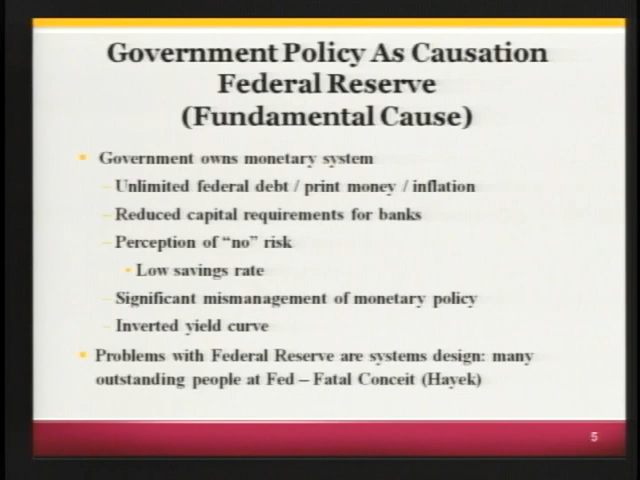 Government Policy As Causation
Federal Reserve
(Fundamental Cause)
Government owns monetary system
Unlimited federal debt / print money / inflation
Reduced capital requirements for banks
Perception of “no” risk
Low savings rate
Significant mismanagement of monetary policy
Inverted yield curve
Problems with Federal Reserve are systems design: many
outstanding people at Fed – Fatal Conceit (Hayek)
5